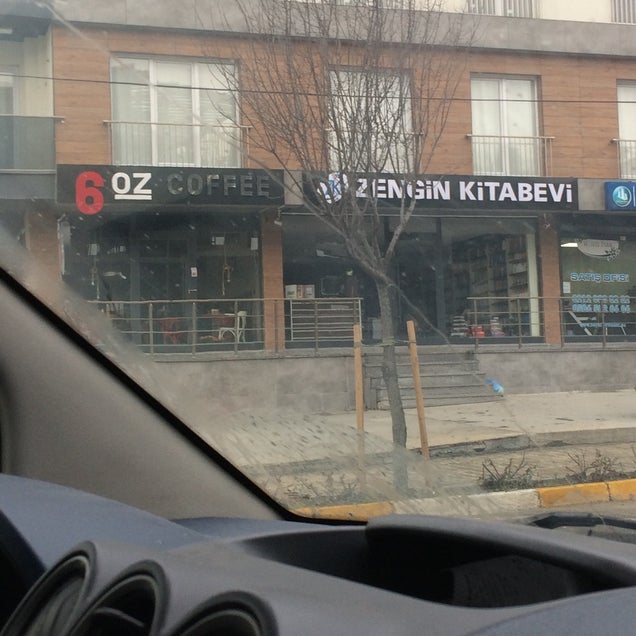 6 OZ COFFEE
ZENGİN KİTABEVİ
SATIŞ OFİSİ